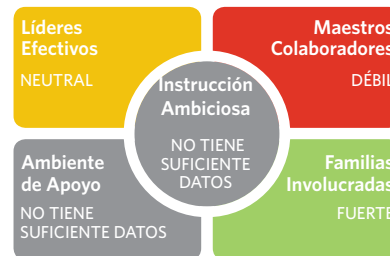 Líderes
Efectivos
NEUTRAL
Maestros
Colaboradores
DÉBIL
Instrucción
Ambiciosa
NO TIENE
SUFICIENTE
DATOS
Ambiente
de Apoyo
NO TIENE
SUFICIENTE DATOS
Familias
Involucradas
FUERTE